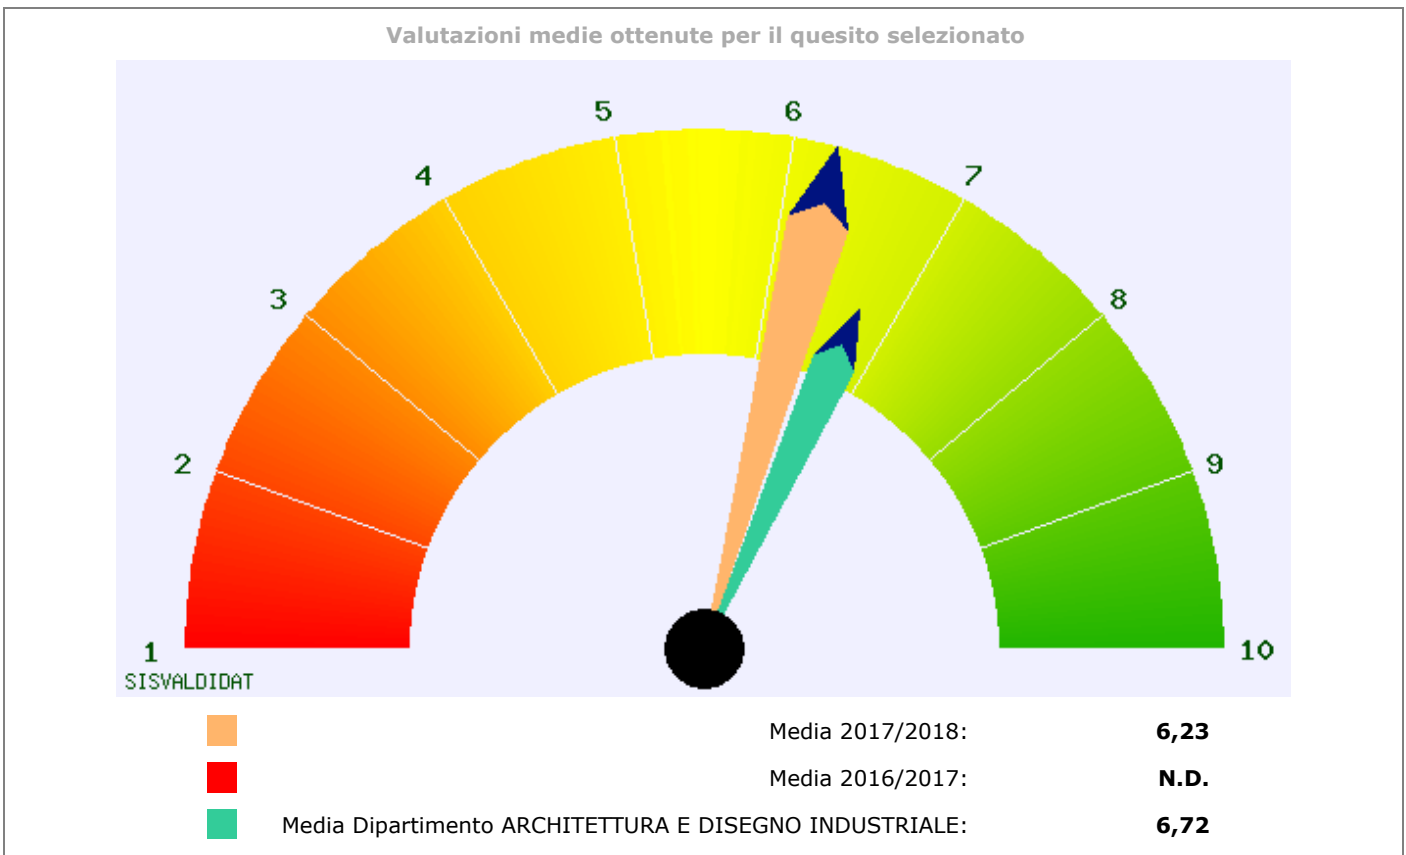 Valutazioni medie ottenute per il quesito selezionato
5 6
4 7
3 8
2 9
1 10
SISVALDIDAT
Media 2017/2018: 6,23
Media 2016/2017: N.D.
Media Dipartimento ARCHITETTURA E DISEGNO INDUSTRIALE: 6,72